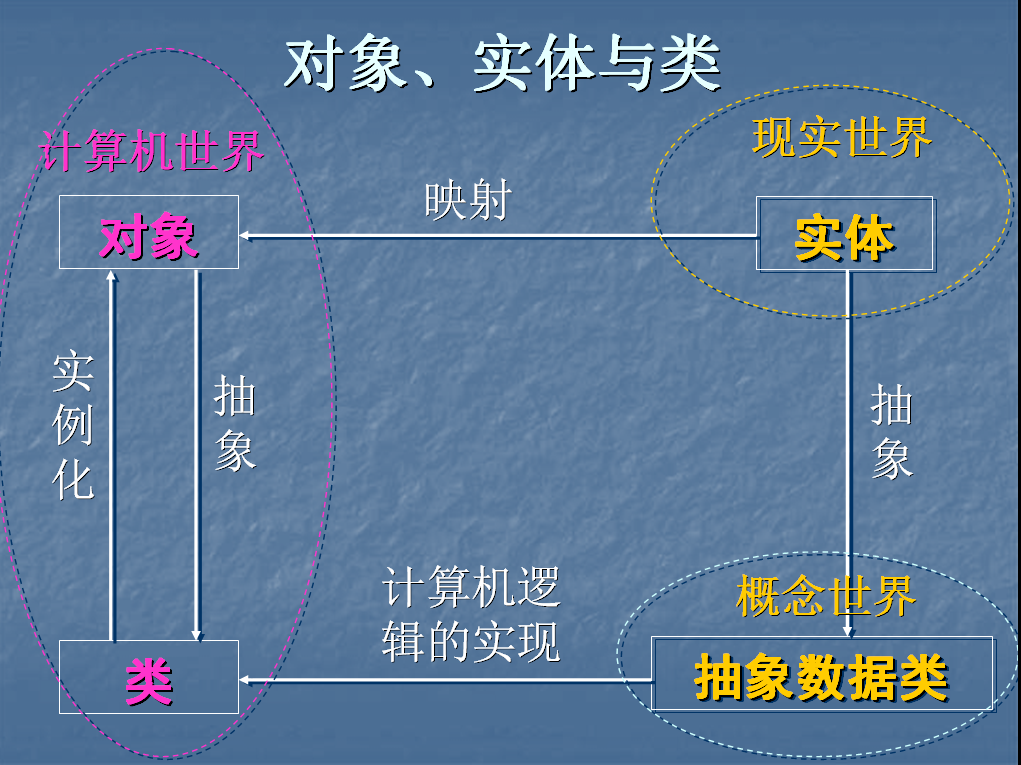 对象、实体与类
计算机世界
现实世界
映射
对象
实体
实
例
化
抽
象
抽
象
计算机逻
辑的实现
概念世界
类
抽象数据类